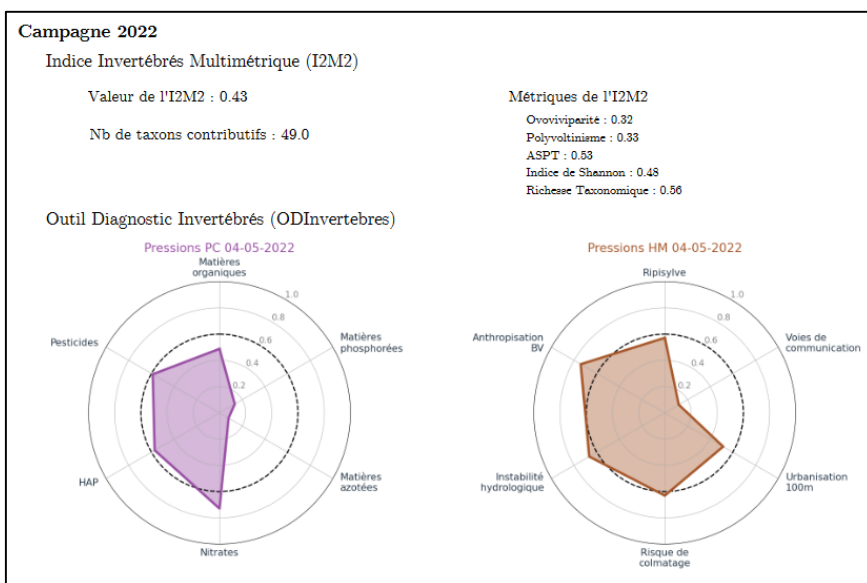 Campagne 2022
Indice Invertébrés Multimétrique (I2M2)
Valeur de l'I2M2 : 0.43
Nb de taxons contributifs : 49.0
Métriques de l'I2M2
Ovoviviparité : 0.32
Polyvoltinisme : 0.33
ASPT : 0.53
Indice de Shannon : 0.48
Richesse Taxonomique : 0.56
Outil Diagnostic Invertébrés (ODInvertebres)
Pressions PC 04-05-2022
Matières
organiques
1.0
0.8
0.6
0.4
0.2
Matières
phosphorées
Pesticides
HAP
Matières
azotées
Nitrates
Pressions HM 04-05-2022
Ripisylve
1.0
0.8
0.6
0.4
0.2
Anthropisation
BV
Voies de
communication
Instabilité
hydrologique
Urbanisation
100m
Risque de
colmatage